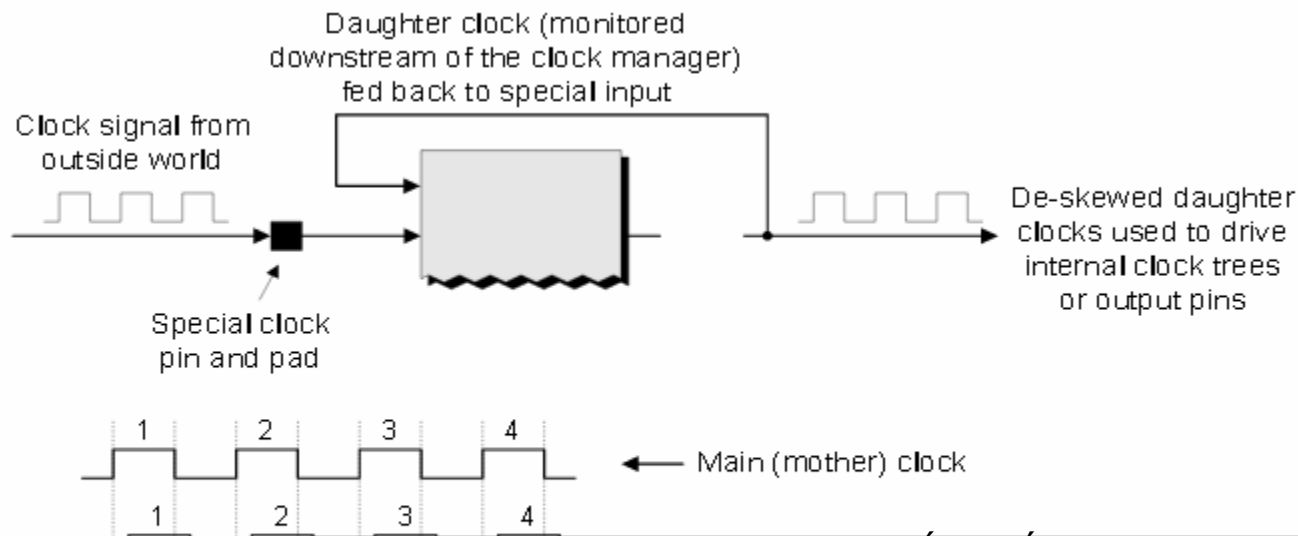 Daughter clock (monitored
downstream of the clock manager)
fed back to special input
Clock signal from
outside world
De-skewed daughter
clocks used to drive
internal clock trees
or output pins
Special clock
pin and pad
1 2 3 4
Main (mother) clock
1 2 3 4